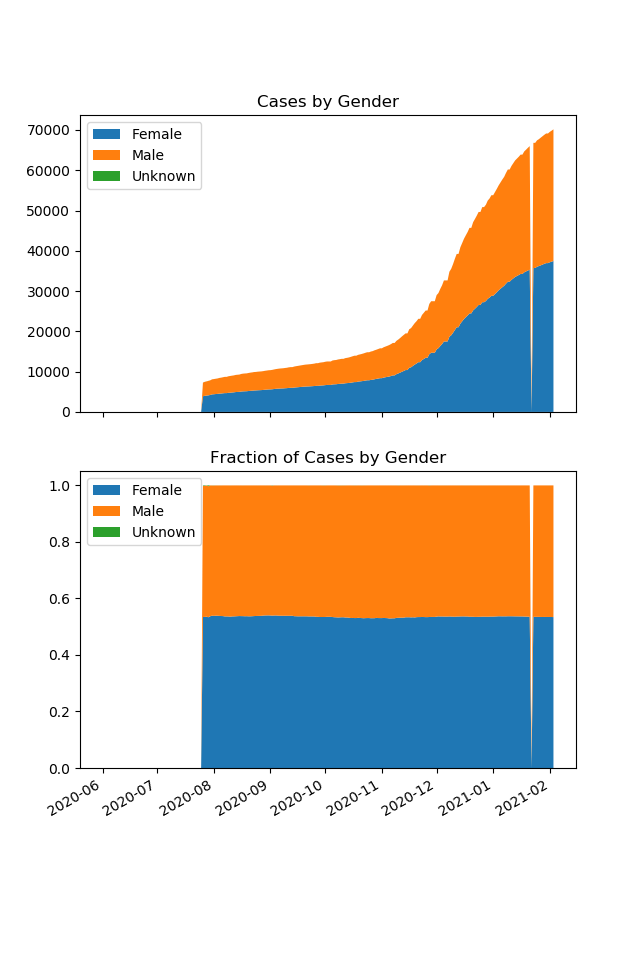 Cases by Gender
Female
Male
Unknown
70000
60000
50000
40000
30000
20000
10000
0
Fraction of Cases by Gender
Female
Male
Unknown
1.0
0.8
0.6
0.4
0.2
0.0
2020-06
2020-07
2020-08
2020-09
2020-10
2020-11
2020-12
2021-01
2021-02